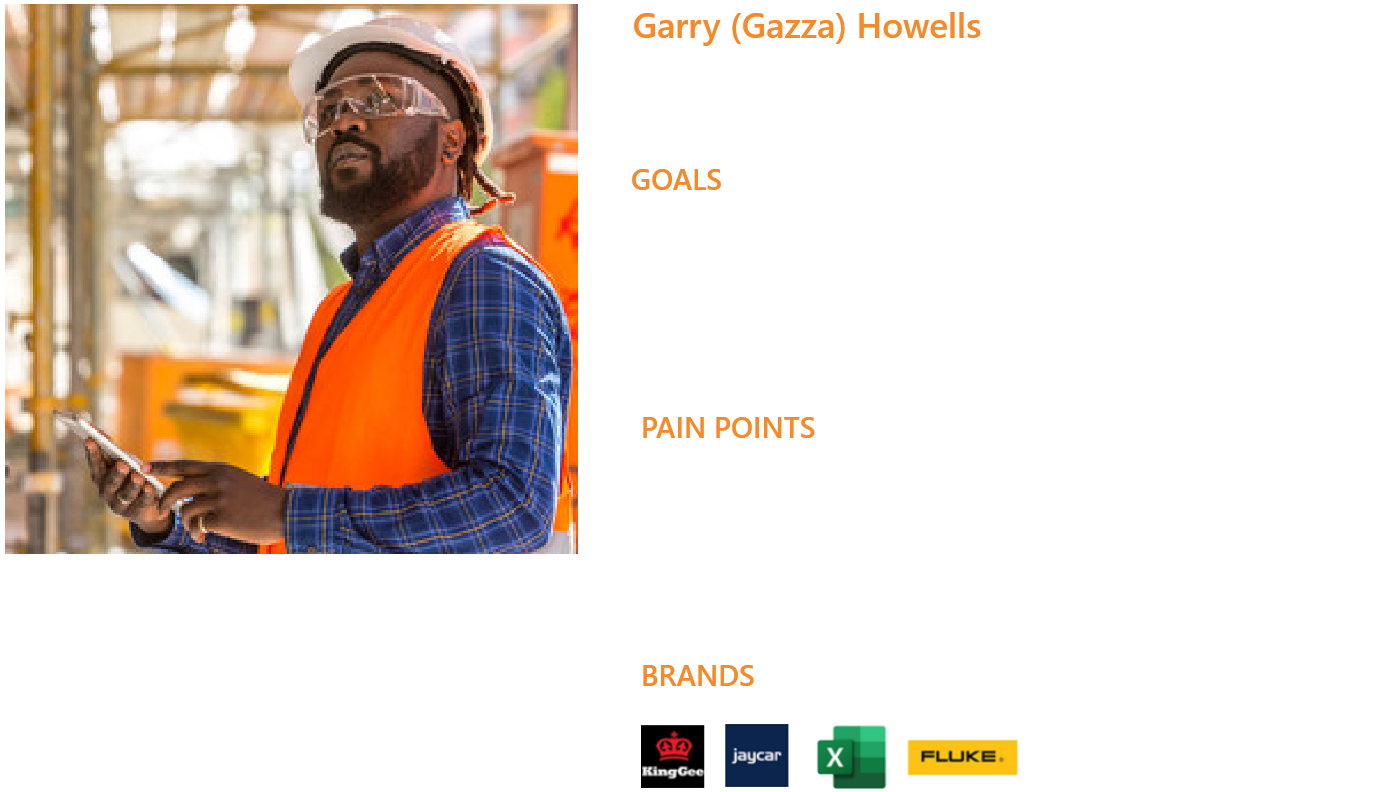 Garry (Gazza) Howells
GOALS
PAIN POINTS
BRANDS
KingGee
jaycar
X
FLUKE®